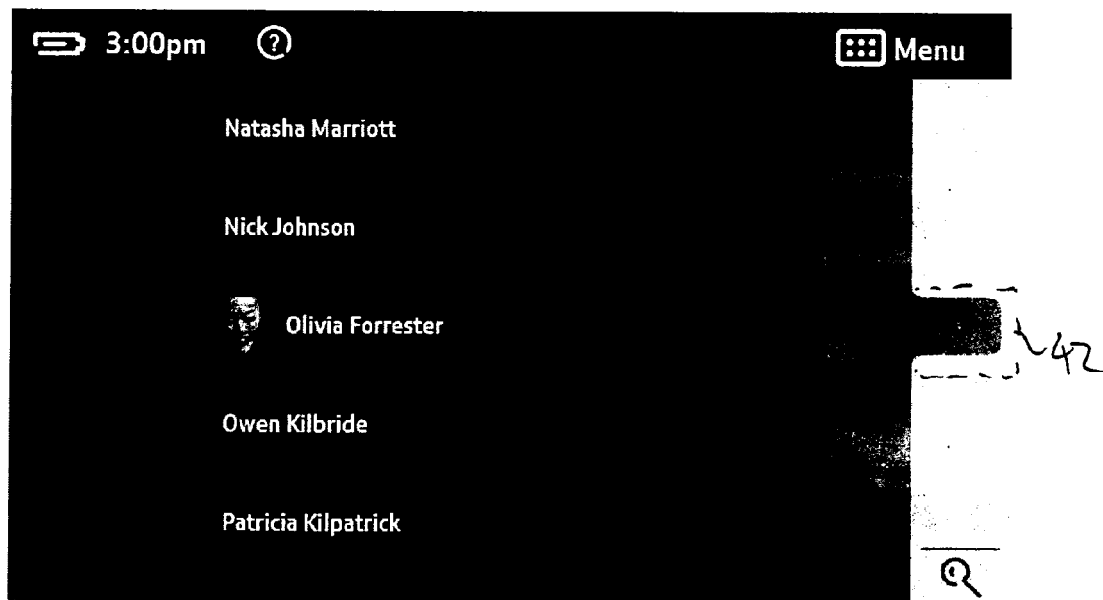 3:00pm ? Menu
Natasha Marriott
Nick Johnson
Olivia Forrester
Owen Kilbride
Patricia Kilpatrick
42